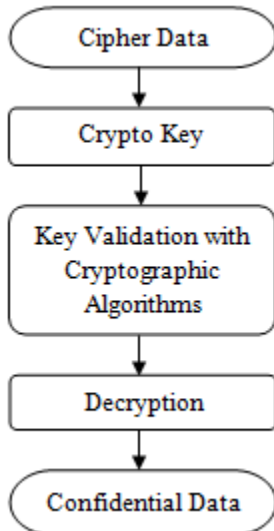 Cipher Data
Crypto Key
Key Validation with
Cryptographic
Algorithms
Decryption
Confidential Data